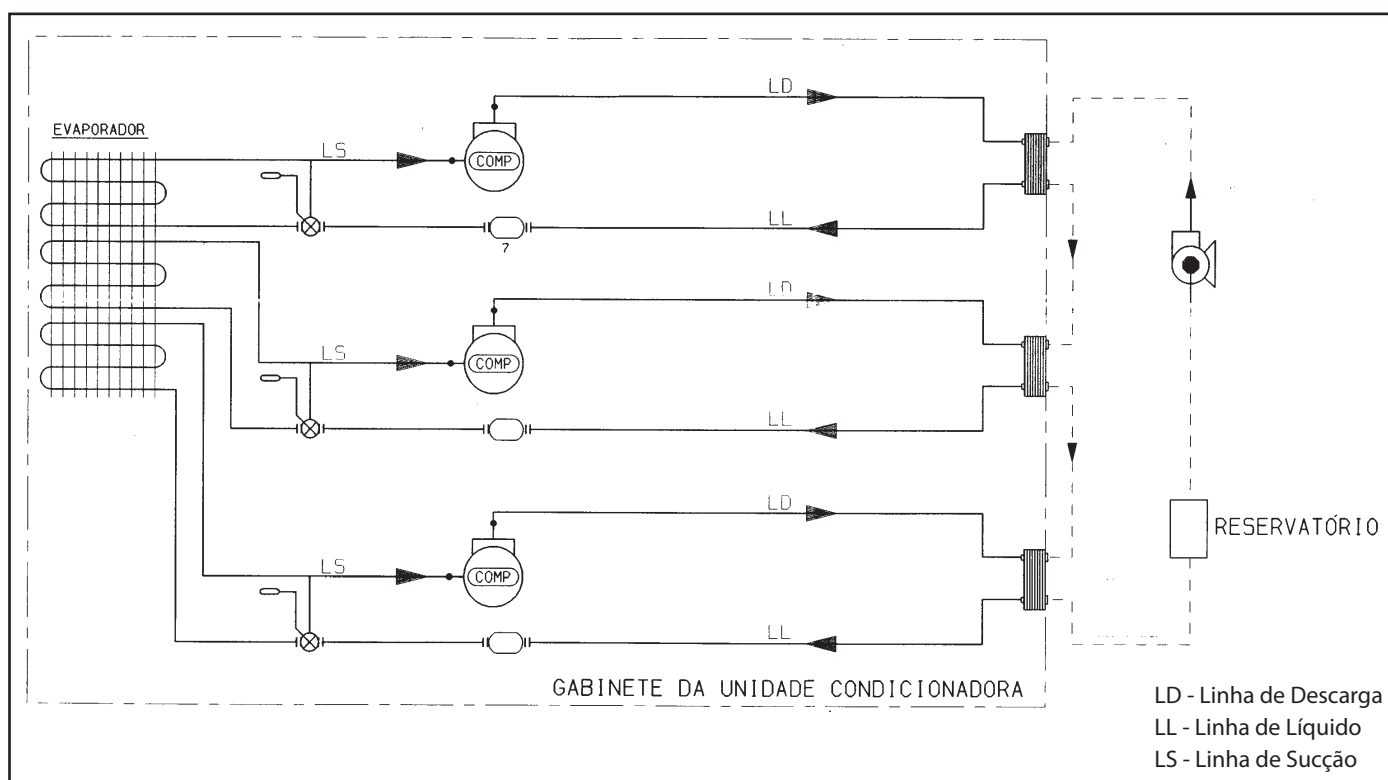 LD
EVAPORADOR
LS
COMP
LL
7
LD
LS
COMP
LL
LD
RESERVATÓRIO
LS
COMP
LL
GABINETE DA UNIDADE CONDICIONADORA
LD - Linha de Descarga
LL - Linha de Líquido
LS - Linha de Sucção